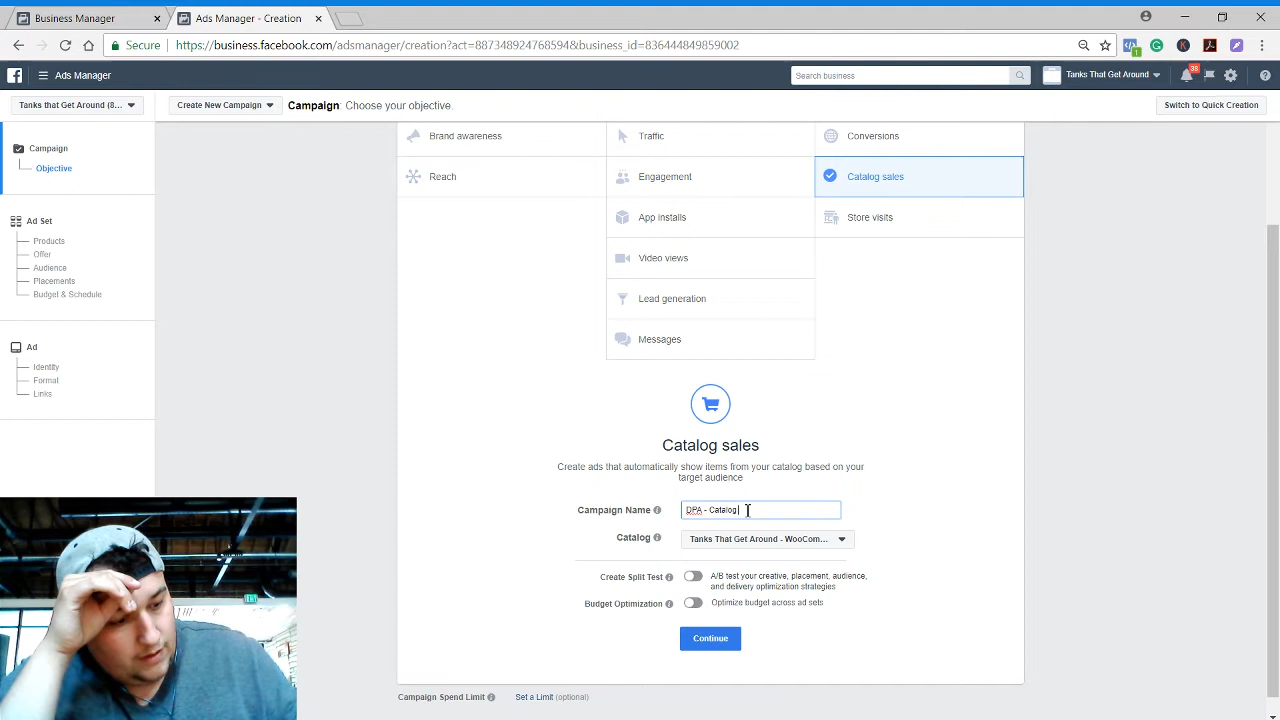 Business Manager
Ads Manager - Creation
Secure
https://business.facebook.com/adsmanager/creation?act=887348924768594&business_id=836444849859002
1
Ads Manager
Search business
Tanks That Get Around
38
Tanks that Get Around (8...
Create New Campaign
Campaign Choose your objective.
Switch to Quick Creation
Campaign
Objective
Ad Set
Products
Offer
Audience
Placements
Budget & Schedule
Ad
Identity
Format
Links
Brand awareness
Traffic
Conversions
Reach
Engagement
Catalog sales
App installs
Store visits
Video views
Lead generation
Messages
Catalog sales
Create ads that automatically show items from your catalog based on your
target audience
Campaign Name
DPA - Catalog
Catalog
Tanks That Get Around - WooCom...
Create Split Test
A/B test your creative, placement, audience,
and delivery optimization strategies
Budget Optimization
Optimize budget across ad sets
Continue
Campaign Spend Limit
Set a Limit (optional)